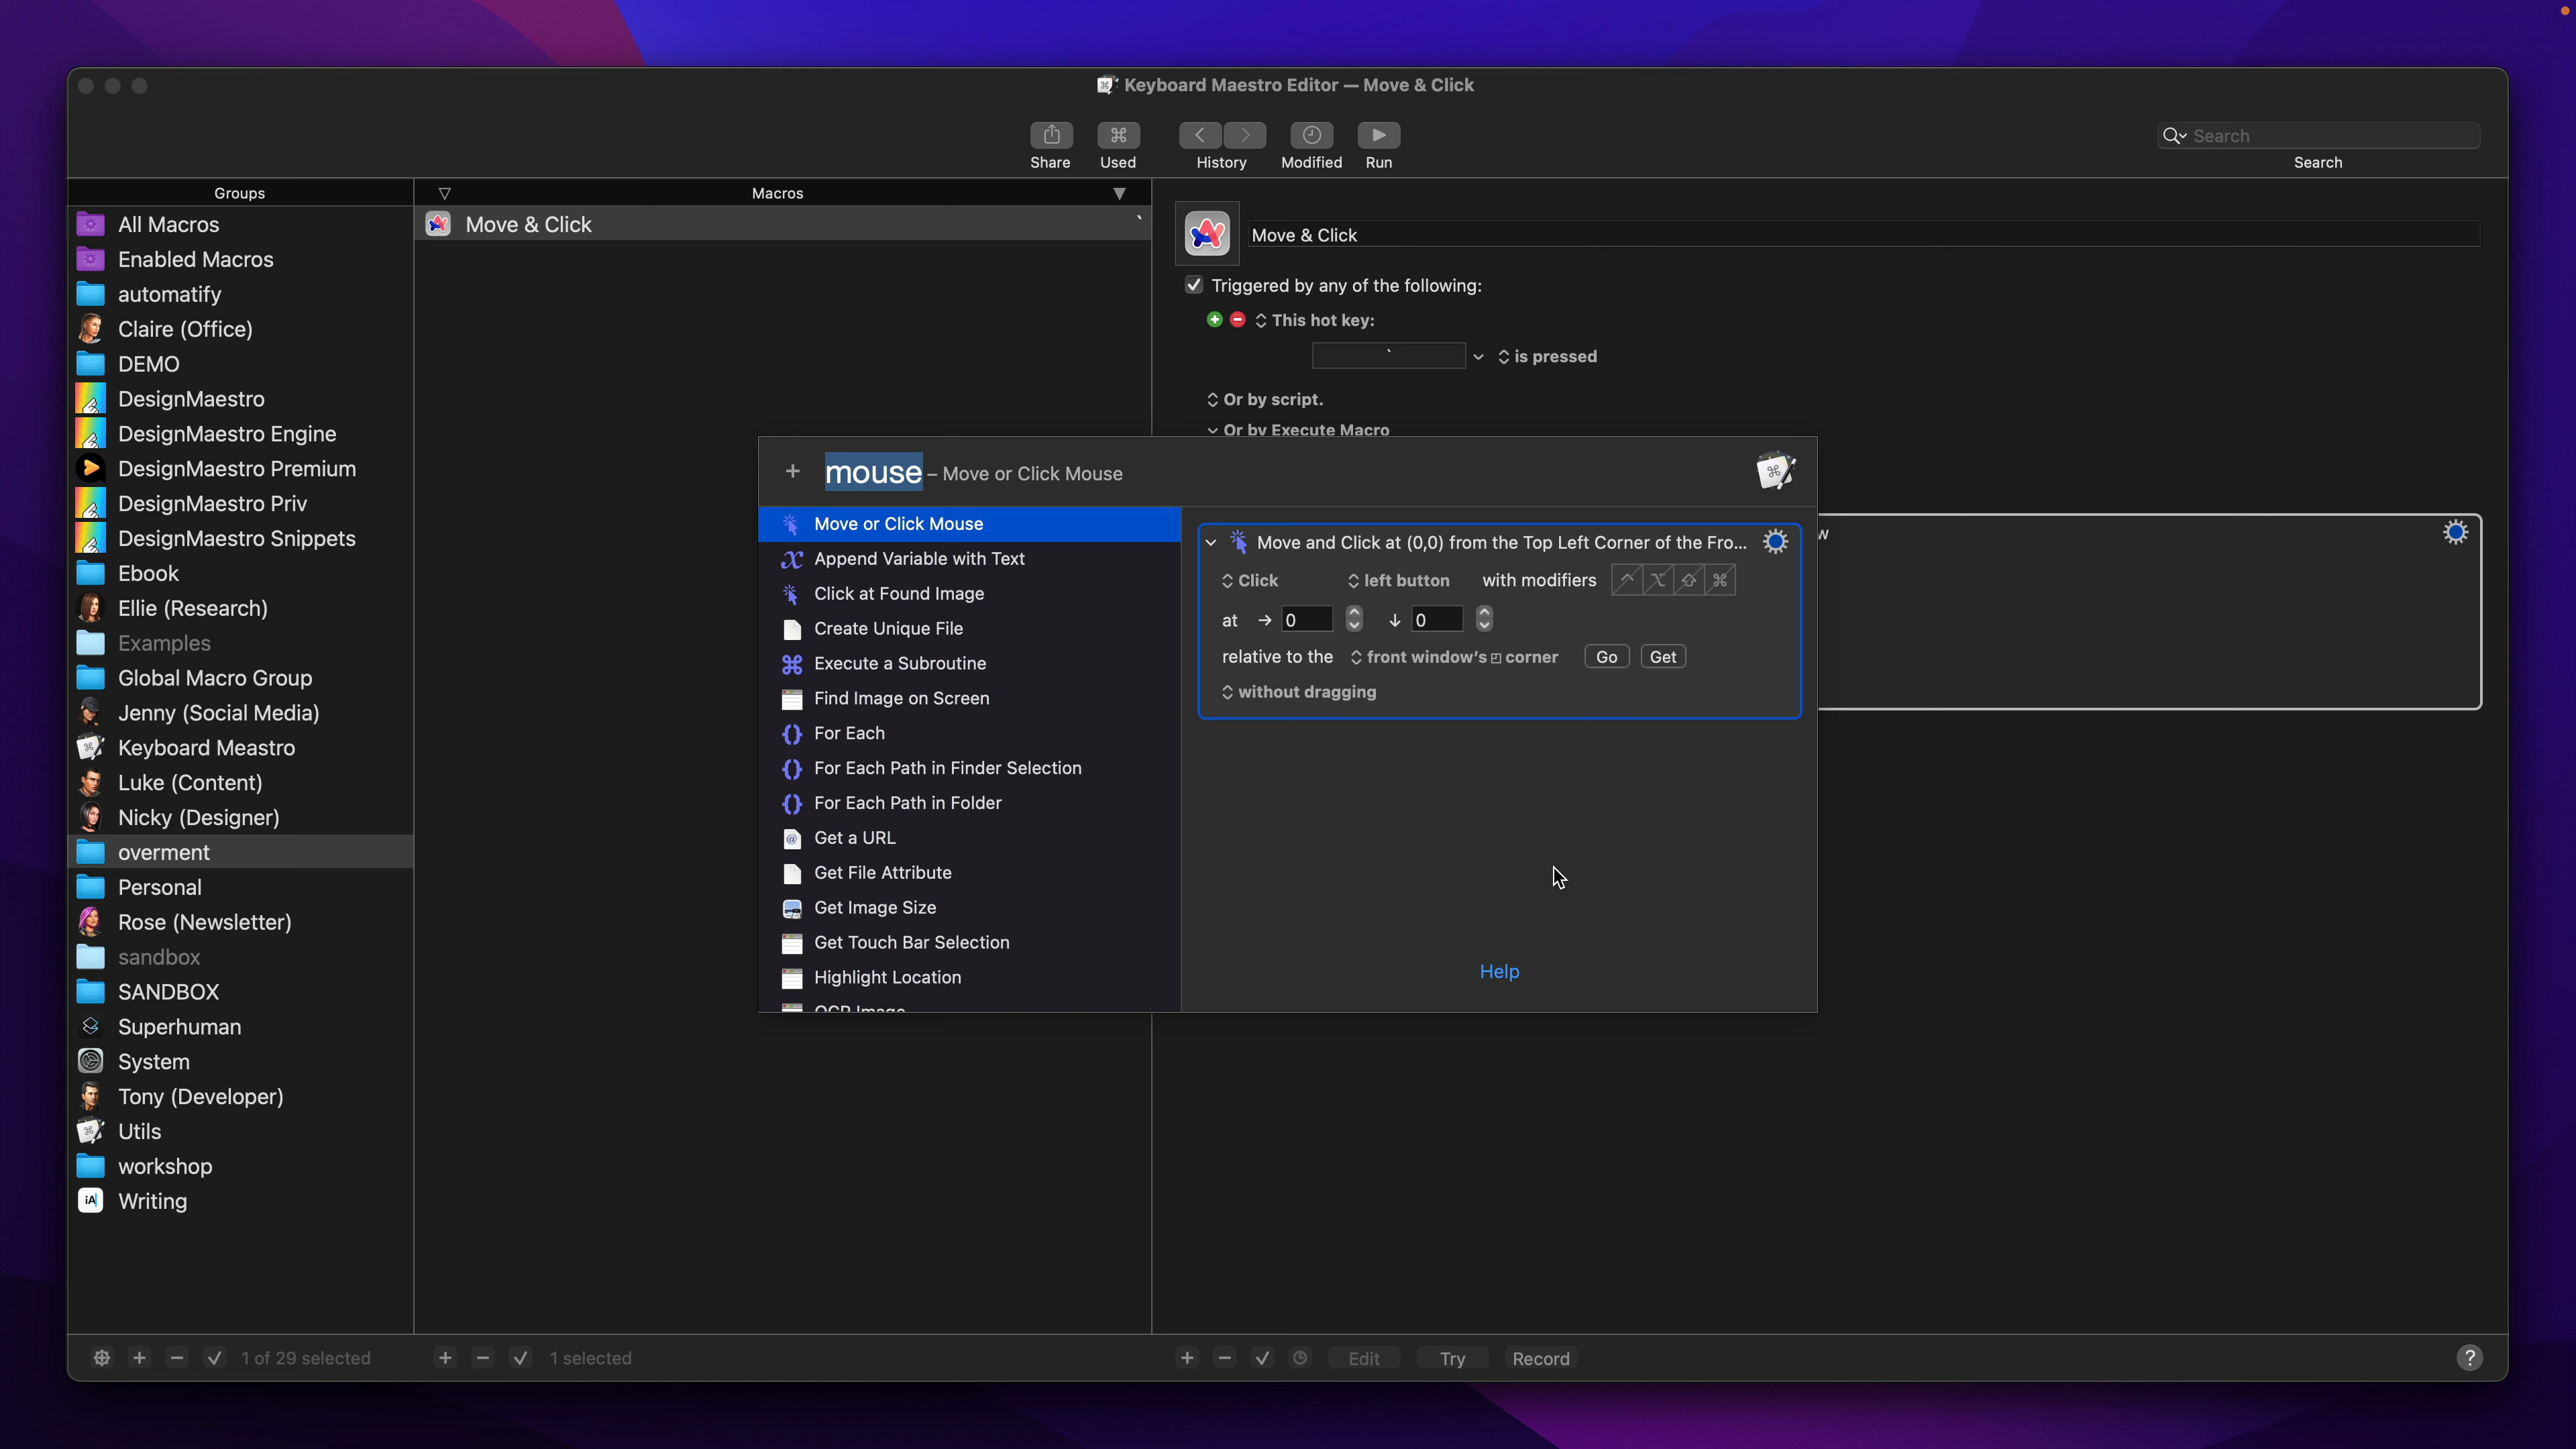 Keyboard Maestro Editor — Move & Click
Share
Used
History
Modified
Run
Search
Search
Groups
Macros
All Macros
Enabled Macros
automatify
Claire (Office)
DEMO
DesignMaestro
DesignMaestro Engine
DesignMaestro Premium
DesignMaestro Priv
DesignMaestro Snippets
Ebook
Ellie (Research)
Examples
Global Macro Group
Jenny (Social Media)
Keyboard Meastro
Luke (Content)
Nicky (Designer)
overment
Personal
Rose (Newsletter)
sandbox
SANDBOX
Superhuman
System
Tony (Developer)
Utils
workshop
iA Writing
Move & Click `
Move & Click
Triggered by any of the following:
This hot key:
` is pressed
Or by script.
Or by Execute Macro
mouse – Move or Click Mouse
Move or Click Mouse
Append Variable with Text
Click at Found Image
Create Unique File
Execute a Subroutine
Find Image on Screen
For Each
For Each Path in Finder Selection
For Each Path in Folder
Get a URL
Get File Attribute
Get Image Size
Get Touch Bar Selection
Highlight Location
OCR Image
Move and Click at (0,0) from the Top Left Corner of the Fro...
Click left button with modifiers
at 0 0
relative to the front window's corner Go Get
without dragging
Help
w
1 of 29 selected
1 selected
Edit
Try
Record
?